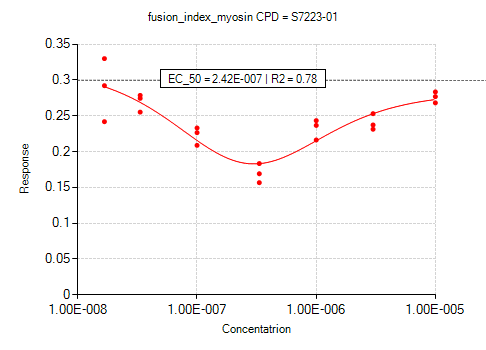 fusion_index_myosin CPD = S7223-01
0.35
0.3
EC_50 = 2.42E-007 | R2 = 0.78
0.25
0.2
0.15
0.1
0.05
0
Response
1.00E-008 1.00E-007 1.00E-006 1.00E-005
Concentatrion